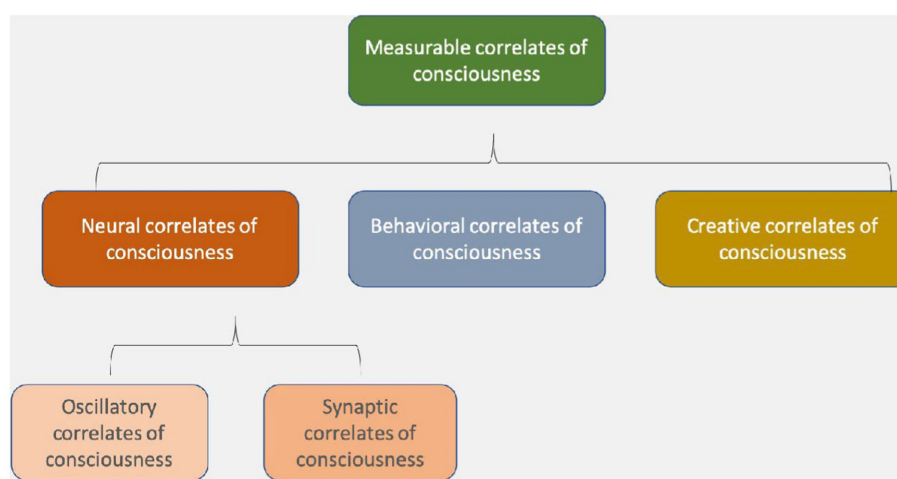 Measurable correlates of
consciousness
Neural correlates of
consciousness
Behavioral correlates of
consciousness
Creative correlates of
consciousness
Oscillatory
correlates of
consciousness
Synaptic
correlates of
consciousness